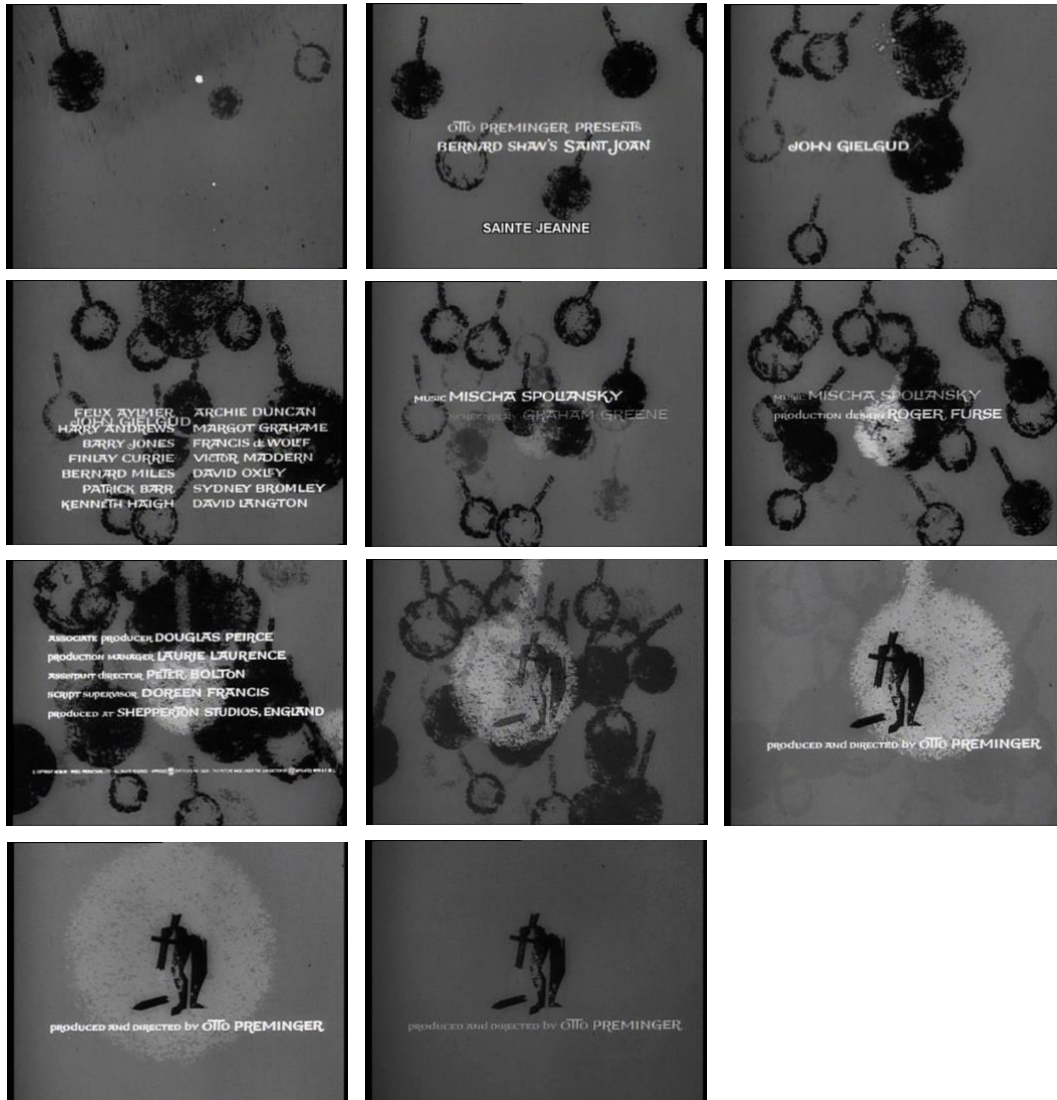 OTTO PREMINGER PRESENTS
BERNARD SHAW'S SAINT JOAN
SAINTE JEANNE
JOHN GIELGUD
FELIX AYLMER ARCHIE DUNCAN
JOHN GIELGUD
HARRY ANDREWS MARGOT GRAHAME
BARRY JONES FRANCIS de WOLFF
FINLAY CURRIE VICTOR MADDERN
BERNARD MILES DAVID OXLEY
PATRICK BARR SYDNEY BROMLEY
KENNETH HAIGH DAVID LANGTON
MUSIC MISCHA SPOLIANSKY
SCREENPLAY GRAHAM GREENE
MUSIC MISCHA SPOLIANSKY
PRODUCTION DESIGN ROGER FURSE
ASSOCIATE PRODUCER DOUGLAS PEIRCE
PRODUCTION MANAGER LAURIE LAURENCE
ASSISTANT DIRECTOR PETER BOLTON
SCRIPT SUPERVISOR DOREEN FRANCIS
PRODUCED AT SHEPPERTON STUDIOS, ENGLAND
PRODUCED AND DIRECTED BY OTTO PREMINGER
PRODUCED AND DIRECTED BY OTTO PREMINGER
PRODUCED AND DIRECTED BY OTTO PREMINGER